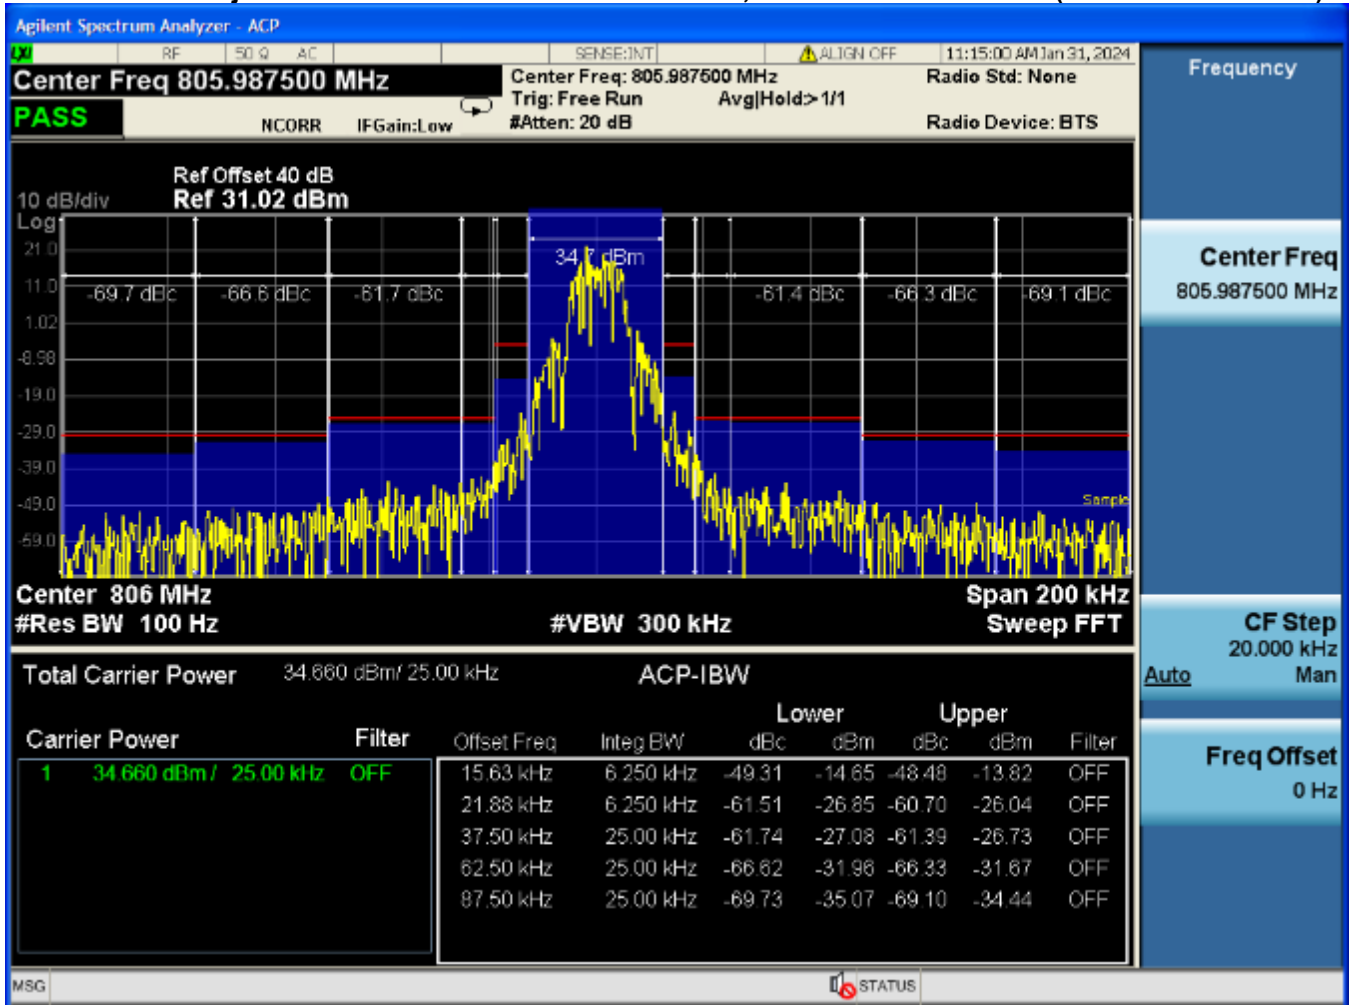 Agilent Spectrum Analyzer - ACP
LXI RF 50 Ω AC SENSE:INT ALIGN OFF 11:15:00 AM Jan 31, 2024
Center Freq 805.987500 MHz
Center Freq: 805.987500 MHz Radio Std: None
Trig: Free Run Avg|Hold:>1/1
PASS NCORR IFGain:Low #Atten: 20 dB Radio Device: BTS
Ref Offset 40 dB
10 dB/div Ref 31.02 dBm
Log
21.0
34.7 dBm
11.0
-69.7 dBc -66.6 dBc -61.7 dBc -61.4 dBc -66.3 dBc -69.1 dBc
1.02
-8.98
-19.0
-29.0
-39.0
-49.0
Sample
-59.0
Center 806 MHz Span 200 kHz
#Res BW 100 Hz #VBW 300 kHz Sweep FFT
Total Carrier Power 34.660 dBm/ 25.00 kHz ACP-IBW
Lower Upper
Carrier Power Filter Offset Freq Integ BW dBc dBm dBc dBm Filter
1 34.660 dBm / 25.00 kHz OFF 15.63 kHz 6.250 kHz -49.31 -14.65 -48.48 -13.82 OFF
21.88 kHz 6.250 kHz -61.51 -26.85 -60.70 -26.04 OFF
37.50 kHz 25.00 kHz -61.74 -27.08 -61.39 -26.73 OFF
62.50 kHz 25.00 kHz -66.62 -31.96 -66.33 -31.67 OFF
87.50 kHz 25.00 kHz -69.73 -35.07 -69.10 -34.44 OFF
MSG STATUS
Frequency
Center Freq
805.987500 MHz
CF Step
20.000 kHz
Auto Man
Freq Offset
0 Hz